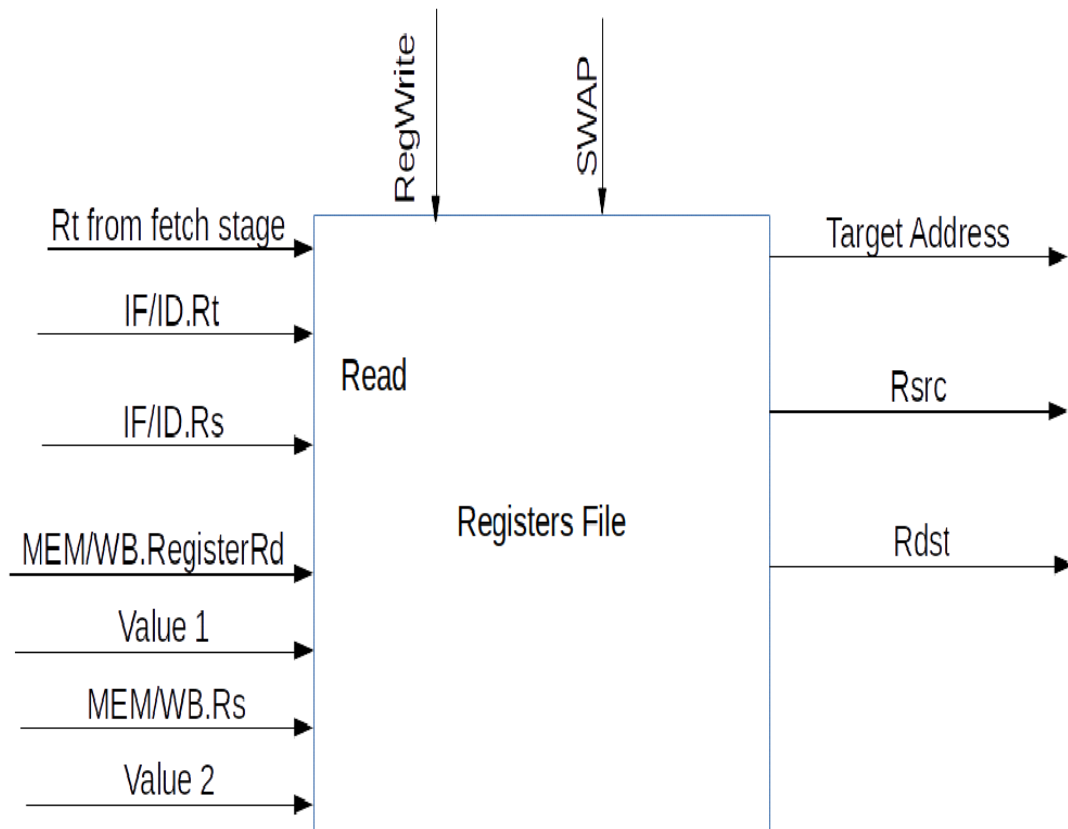 RegWrite
SWAP
Rt from fetch stage
Target Address
IF/ID.Rt
Read
Rsrc
IF/ID.Rs
Registers File
MEM/WB.RegisterRd
Rdst
Value 1
MEM/WB.Rs
Value 2